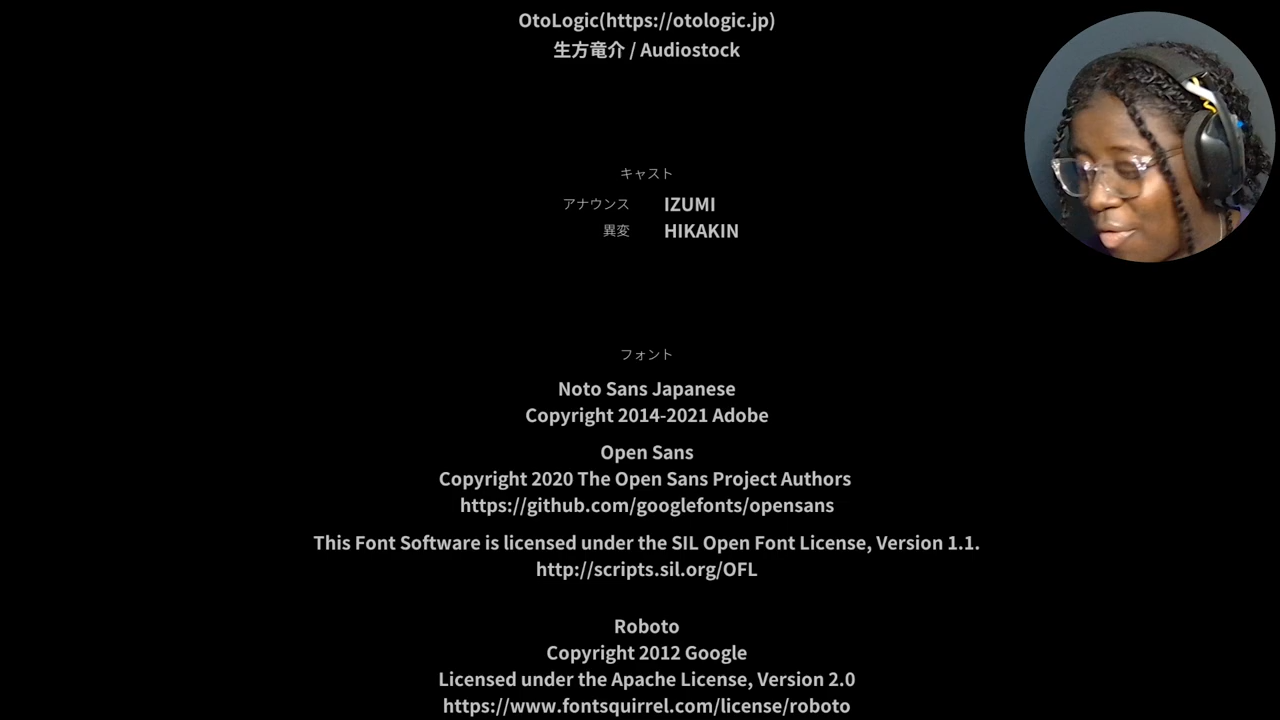 OtoLogic(https://otologic.jp)
生方竜介 / Audiostock
キャスト
アナウンス IZUMI
異変 HIKAKIN
フォント
Noto Sans Japanese
Copyright 2014-2021 Adobe
Open Sans
Copyright 2020 The Open Sans Project Authors
https://github.com/googlefonts/opensans
This Font Software is licensed under the SIL Open Font License, Version 1.1.
http://scripts.sil.org/OFL
Roboto
Copyright 2012 Google
Licensed under the Apache License, Version 2.0
https://www.fontsquirrel.com/license/roboto